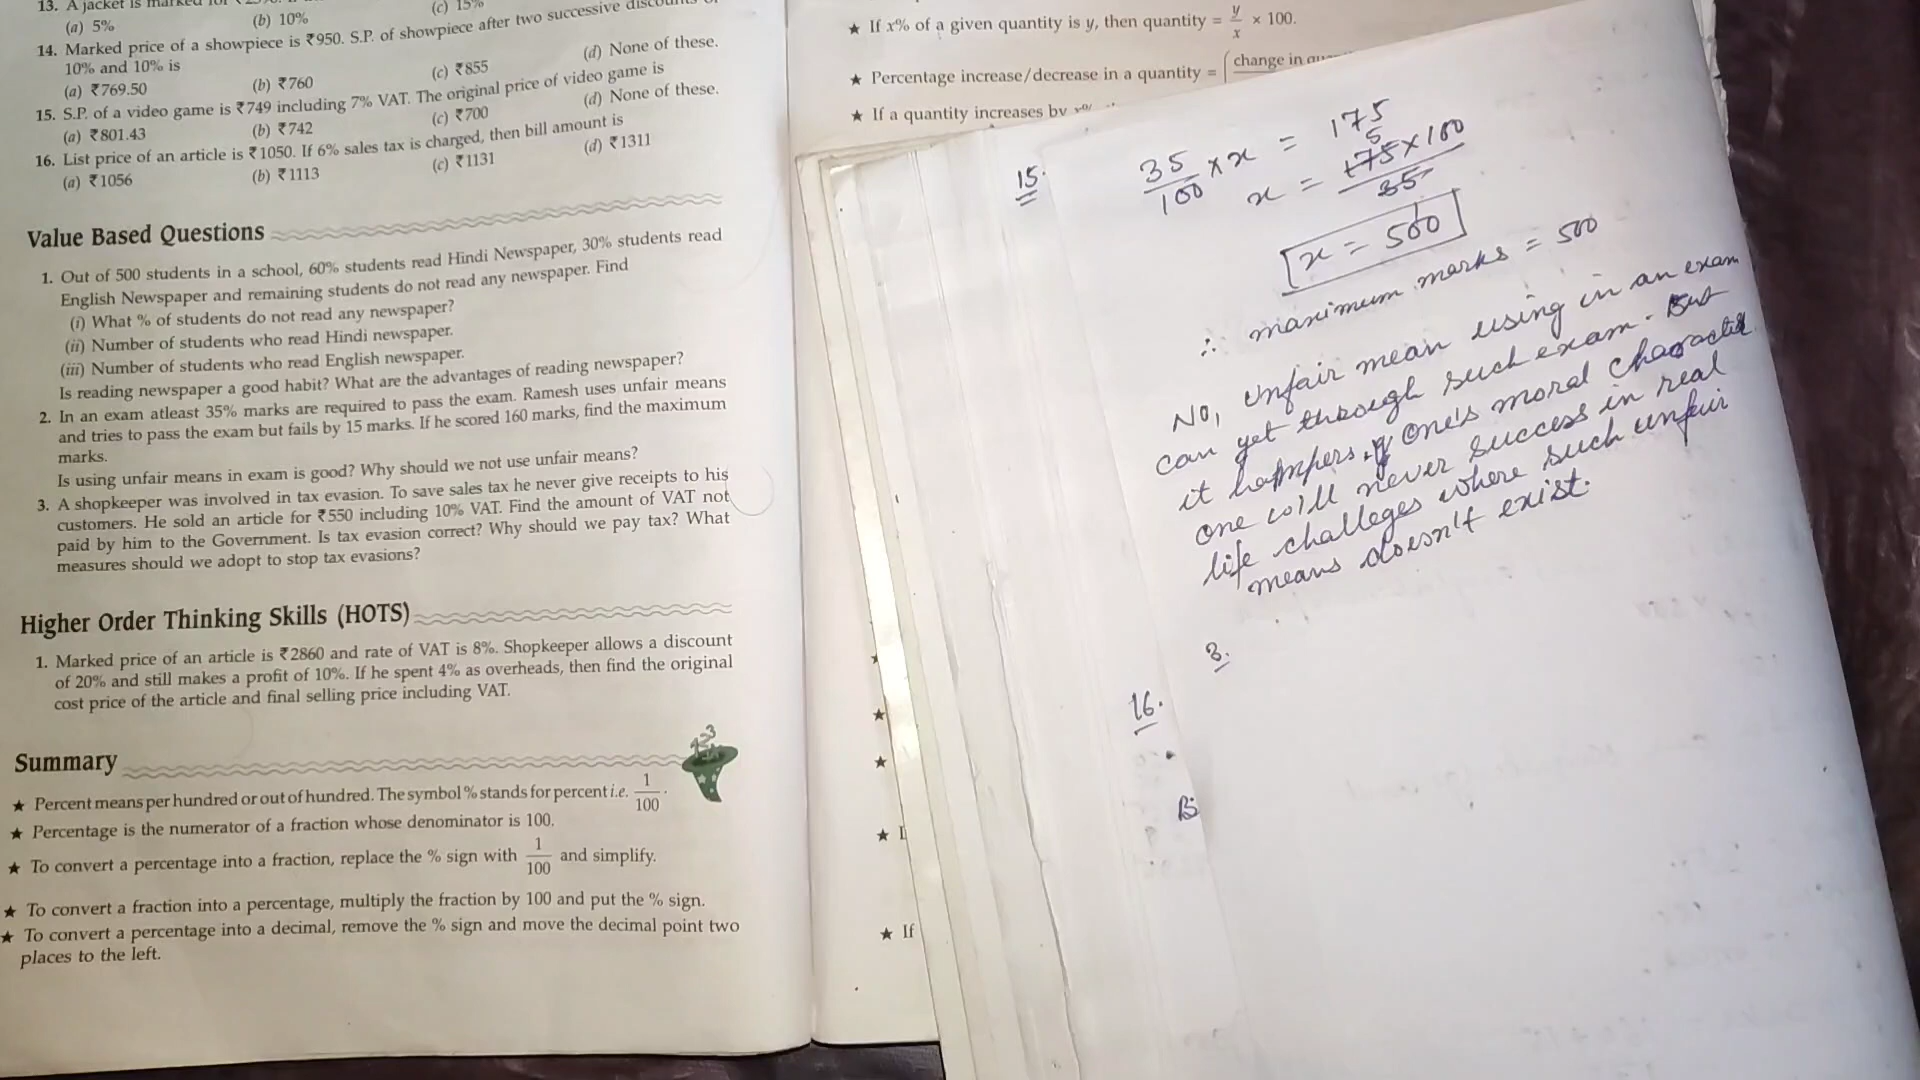 13. A jacket is marked for
(a) 5%
(b) 10%
(c) 15%
14. Marked price of a showpiece is ₹950. S.P. of showpiece after two successive discounts of
10% and 10% is
(a) ₹769.50
(b) ₹760
(c) ₹855
(d) None of these.
15. S.P. of a video game is ₹749 including 7% VAT. The original price of video game is
(a) ₹801.43
(b) ₹742
(c) ₹700
(d) None of these.
16. List price of an article is ₹1050. If 6% sales tax is charged, then bill amount is
(a) ₹1056
(b) ₹1113
(c) ₹1131
(d) ₹1311
Value Based Questions
1. Out of 500 students in a school, 60% students read Hindi Newspaper, 30% students read
English Newspaper and remaining students do not read any newspaper. Find
(i) What % of students do not read any newspaper?
(ii) Number of students who read Hindi newspaper.
(iii) Number of students who read English newspaper.
Is reading newspaper a good habit? What are the advantages of reading newspaper?
2. In an exam atleast 35% marks are required to pass the exam. Ramesh uses unfair means
and tries to pass the exam but fails by 15 marks. If he scored 160 marks, find the maximum
marks.
Is using unfair means in exam is good? Why should we not use unfair means?
3. A shopkeeper was involved in tax evasion. To save sales tax he never give receipts to his
customers. He sold an article for ₹550 including 10% VAT. Find the amount of VAT not
paid by him to the Government. Is tax evasion correct? Why should we pay tax? What
measures should we adopt to stop tax evasions?
Higher Order Thinking Skills (HOTS)
1. Marked price of an article is ₹2860 and rate of VAT is 8%. Shopkeeper allows a discount
of 20% and still makes a profit of 10%. If he spent 4% as overheads, then find the original
cost price of the article and final selling price including VAT.
Summary
★ Percent means per hundred or out of hundred. The symbol % stands for percent i.e. 1/100.
★ Percentage is the numerator of a fraction whose denominator is 100.
★ To convert a percentage into a fraction, replace the % sign with 1/100 and simplify.
★ To convert a fraction into a percentage, multiply the fraction by 100 and put the % sign.
★ To convert a percentage into a decimal, remove the % sign and move the decimal point two
places to the left.
★ If x% of a given quantity is y, then quantity = y/x × 100.
★ Percentage increase/decrease in a quantity = (change in
★ If a quantity increases by
★ If
15.
35/100 × x = 175
x = 175×100/35
x = 500
∴ maximum marks = 500
No, unfair mean using in an exam
can get through such exam. But
it hampers one's moral character
one will never success in real
life challeges where such unfair
means doesn't exist.
3.
16.
B